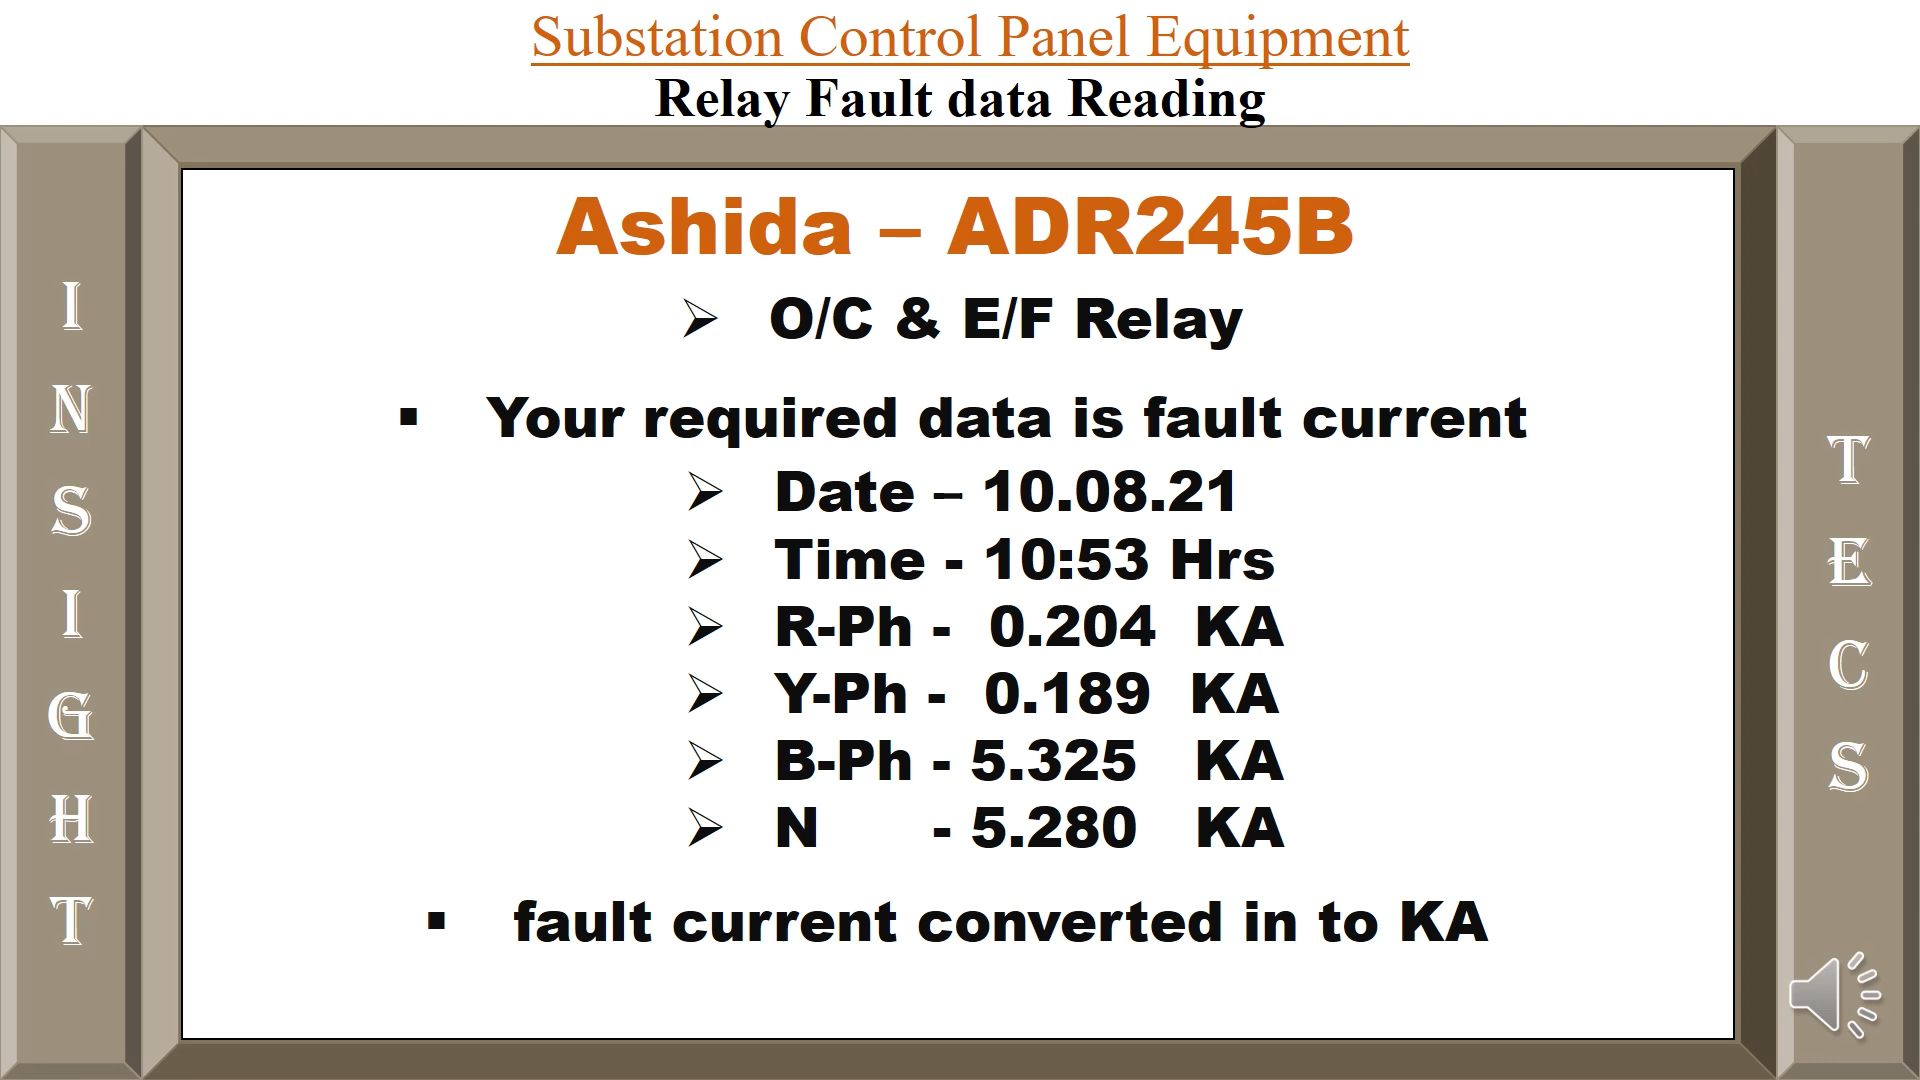 Substation Control Panel Equipment
Relay Fault data Reading
INSIGHT
Ashida – ADR245B
➢ O/C & E/F Relay
▪ Your required data is fault current
➢ Date – 10.08.21
➢ Time - 10:53 Hrs
➢ R-Ph - 0.204 KA
➢ Y-Ph - 0.189 KA
➢ B-Ph - 5.325 KA
➢ N - 5.280 KA
▪ fault current converted in to KA
TECS